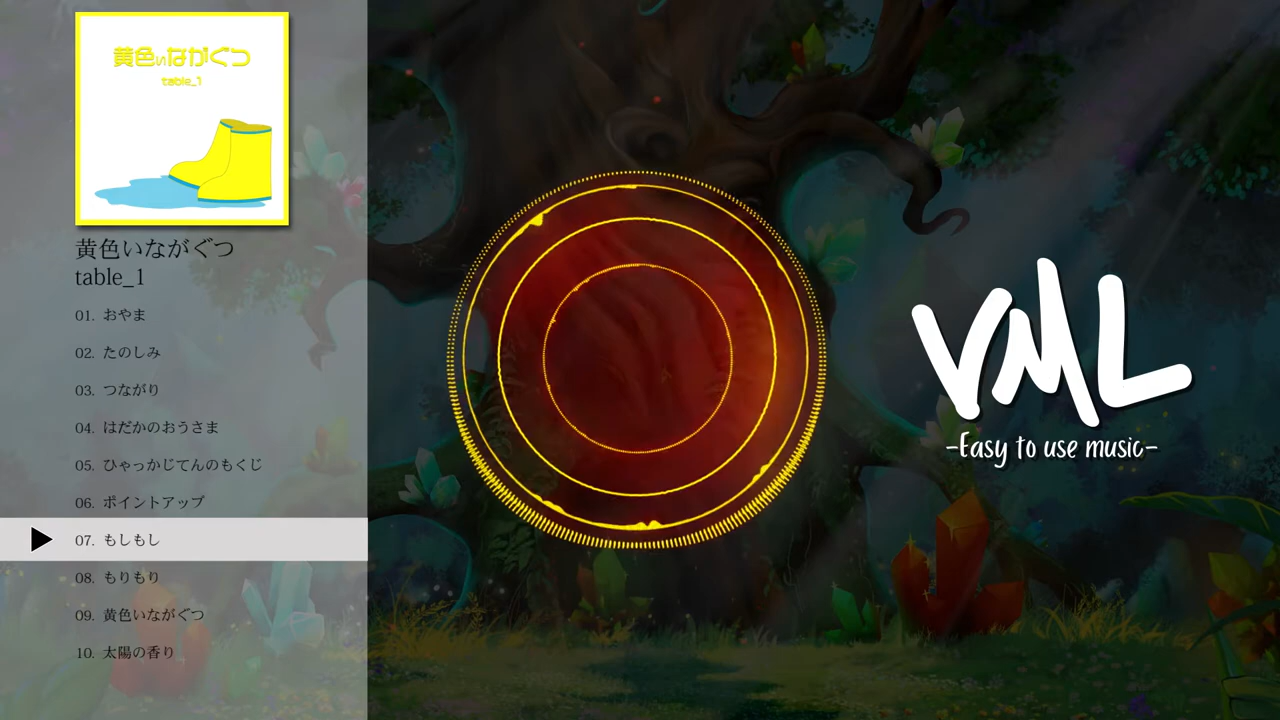 黄色いながぐつ
table_1
黄色いながぐつ
table_1
01. おやま
02. たのしみ
03. つながり
04. はだかのおうさま
05. ひゃっかじてんのもくじ
06. ポイントアップ
07. もしもし
08. もりもり
09. 黄色いながぐつ
10. 太陽の香り
VML
-Easy to use music-